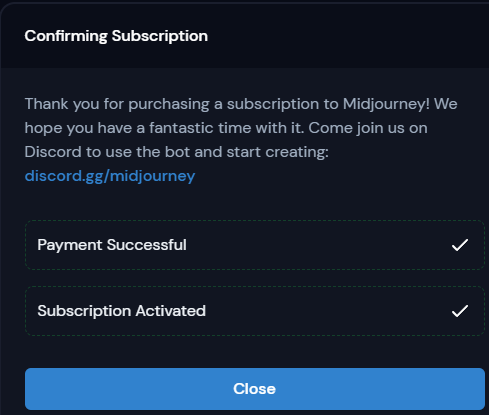 Confirming Subscription
Thank you for purchasing a subscription to Midjourney! We
hope you have a fantastic time with it. Come join us on
Discord to use the bot and start creating:
discord.gg/midjourney
Payment Successful
Subscription Activated
Close